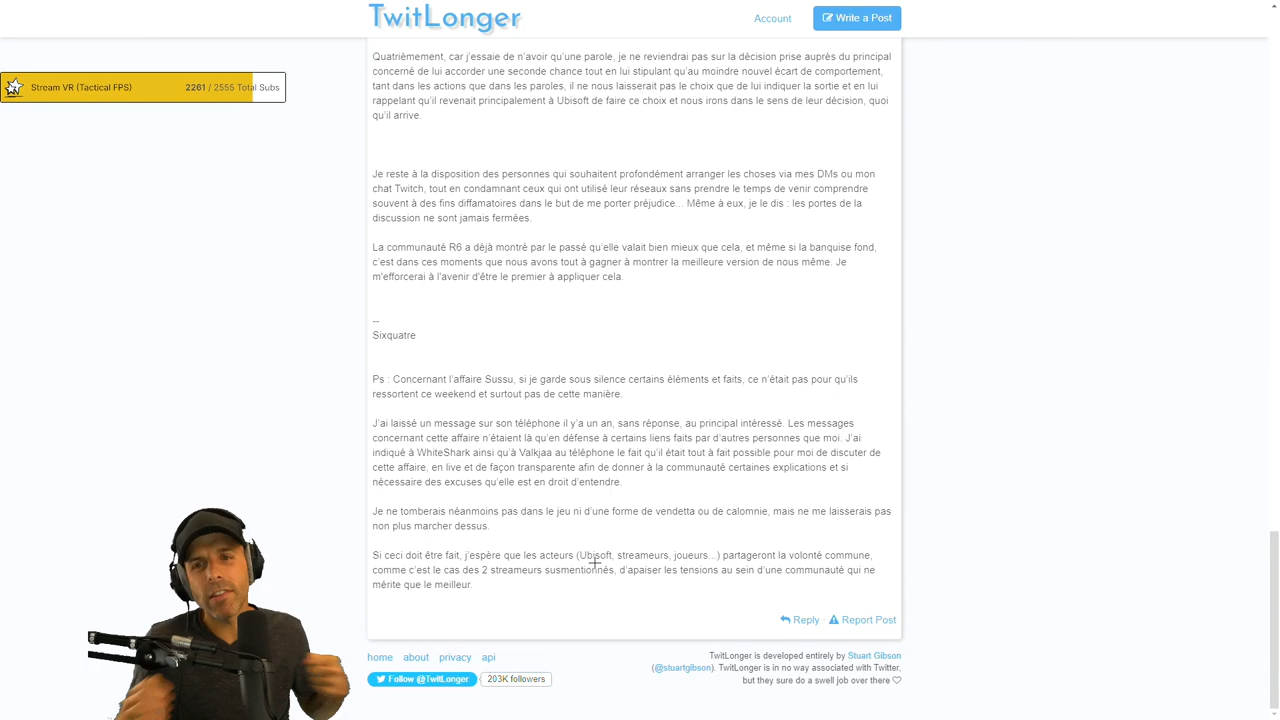 TwitLonger
Account
Write a Post
Stream VR (Tactical FPS)
2261 / 2555 Total Subs
Quatrièmement, car j'essaie de n'avoir qu'une parole, je ne reviendrai pas sur la décision prise auprès du principal
concerné de lui accorder une seconde chance tout en lui stipulant qu'au moindre nouvel écart de comportement,
tant dans les actions que dans les paroles, il ne nous laisserait pas le choix que de lui indiquer la sortie et en lui
rappelant qu'il revenait principalement à Ubisoft de faire ce choix et nous irons dans le sens de leur décision, quoi
qu'il arrive.
Je reste à la disposition des personnes qui souhaitent profondément arranger les choses via mes DMs ou mon
chat Twitch, tout en condamnant ceux qui ont utilisé leur réseaux sans prendre le temps de venir comprendre
souvent à des fins diffamatoires dans le but de me porter préjudice... Même à eux, je le dis : les portes de la
discussion ne sont jamais fermées.
La communauté R6 a déjà montré par le passé qu'elle valait bien mieux que cela, et même si la banquise fond,
c'est dans ces moments que nous avons tout à gagner à montrer la meilleure version de nous même. Je
m'efforcerai à l'avenir d'être le premier à appliquer cela.
--
Sixquatre
Ps : Concernant l'affaire Sussu, si je garde sous silence certains éléments et faits, ce n'était pas pour qu'ils
ressortent ce weekend et surtout pas de cette manière.
J'ai laissé un message sur son téléphone il y'a un an, sans réponse, au principal intéressé. Les messages
concernant cette affaire n'étaient là qu'en défense à certains liens faits par d'autres personnes que moi. J'ai
indiqué à WhiteShark ainsi qu'à Valkjaa au téléphone le fait qu'il était tout à fait possible pour moi de discuter de
cette affaire, en live et de façon transparente afin de donner à la communauté certaines explications et si
nécessaire des excuses qu'elle est en droit d'entendre.
Je ne tomberais néanmoins pas dans le jeu ni d'une forme de vendetta ou de calomnie, mais ne me laisserais pas
non plus marcher dessus.
Si ceci doit être fait, j'espère que les acteurs (Ubisoft, streameurs, joueurs...) partageront la volonté commune,
comme c'est le cas des 2 streameurs susmentionnés, d'apaiser les tensions au sein d'une communauté qui ne
mérite que le meilleur.
Reply · Report Post
home about privacy api
Follow @TwitLonger 203K followers
TwitLonger is developed entirely by Stuart Gibson
(@stuartgibson). TwitLonger is in no way associated with Twitter,
but they sure do a swell job over there